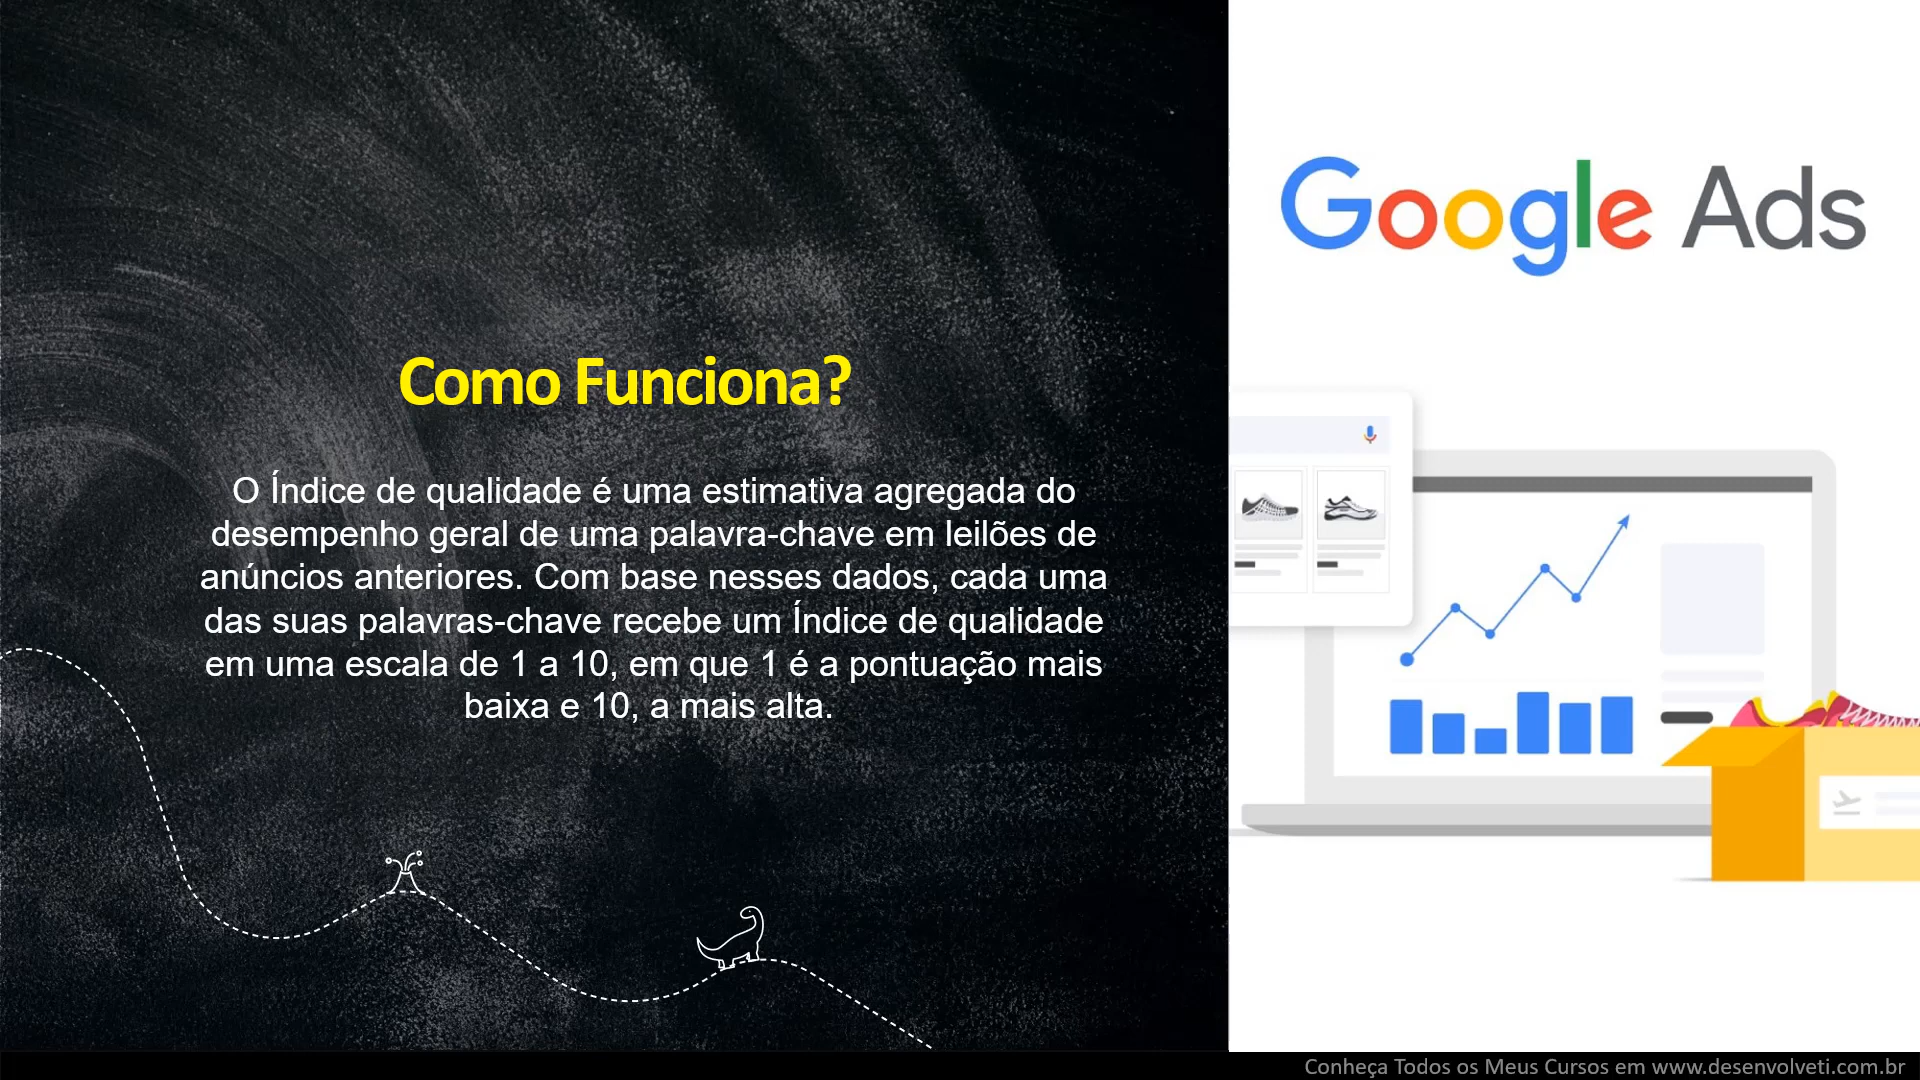 Google Ads
Como Funciona?
O Índice de qualidade é uma estimativa agregada do
desempenho geral de uma palavra-chave em leilões de
anúncios anteriores. Com base nesses dados, cada uma
das suas palavras-chave recebe um Índice de qualidade
em uma escala de 1 a 10, em que 1 é a pontuação mais
baixa e 10, a mais alta.
Conheça Todos os Meus Cursos em www.desenvolveti.com.br